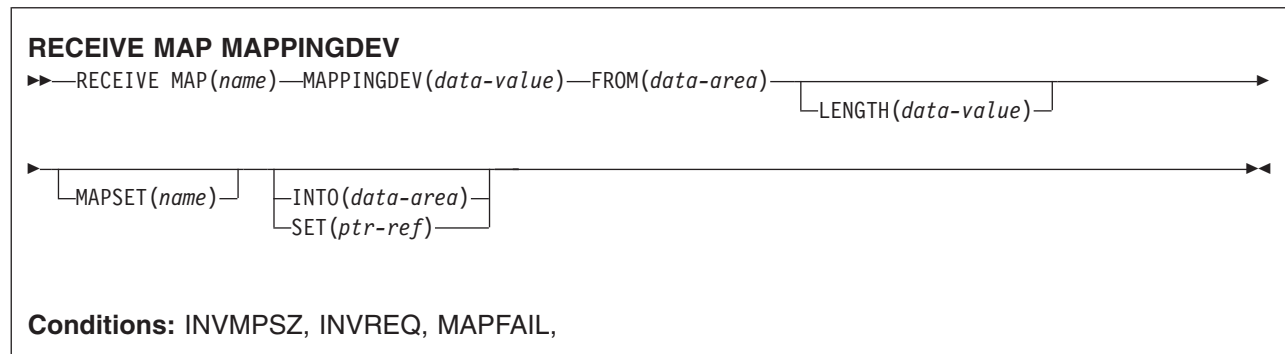 RECEIVE MAP MAPPINGDEV
RECEIVE MAP(name) MAPPINGDEV(data-value) FROM(data-area)
LENGTH(data-value)
MAPSET(name) INTO(data-area)
SET(ptr-ref)
Conditions: INVMPSZ, INVREQ, MAPFAIL,